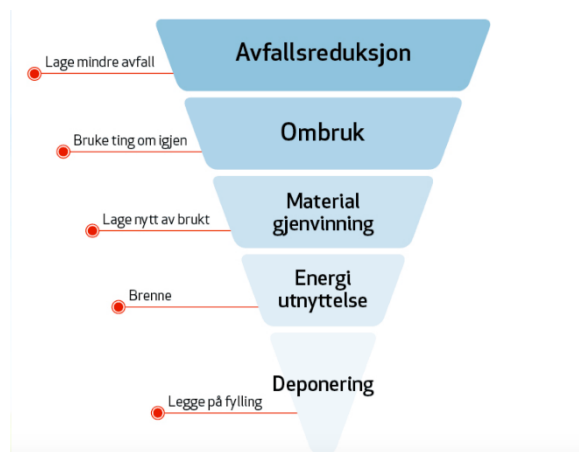 Avfallsreduksjon
Lage mindre avfall
Ombruk
Bruke ting om igjen
Material
gjenvinning
Lage nytt av brukt
Energi
utnyttelse
Brenne
Deponering
Legge på fylling